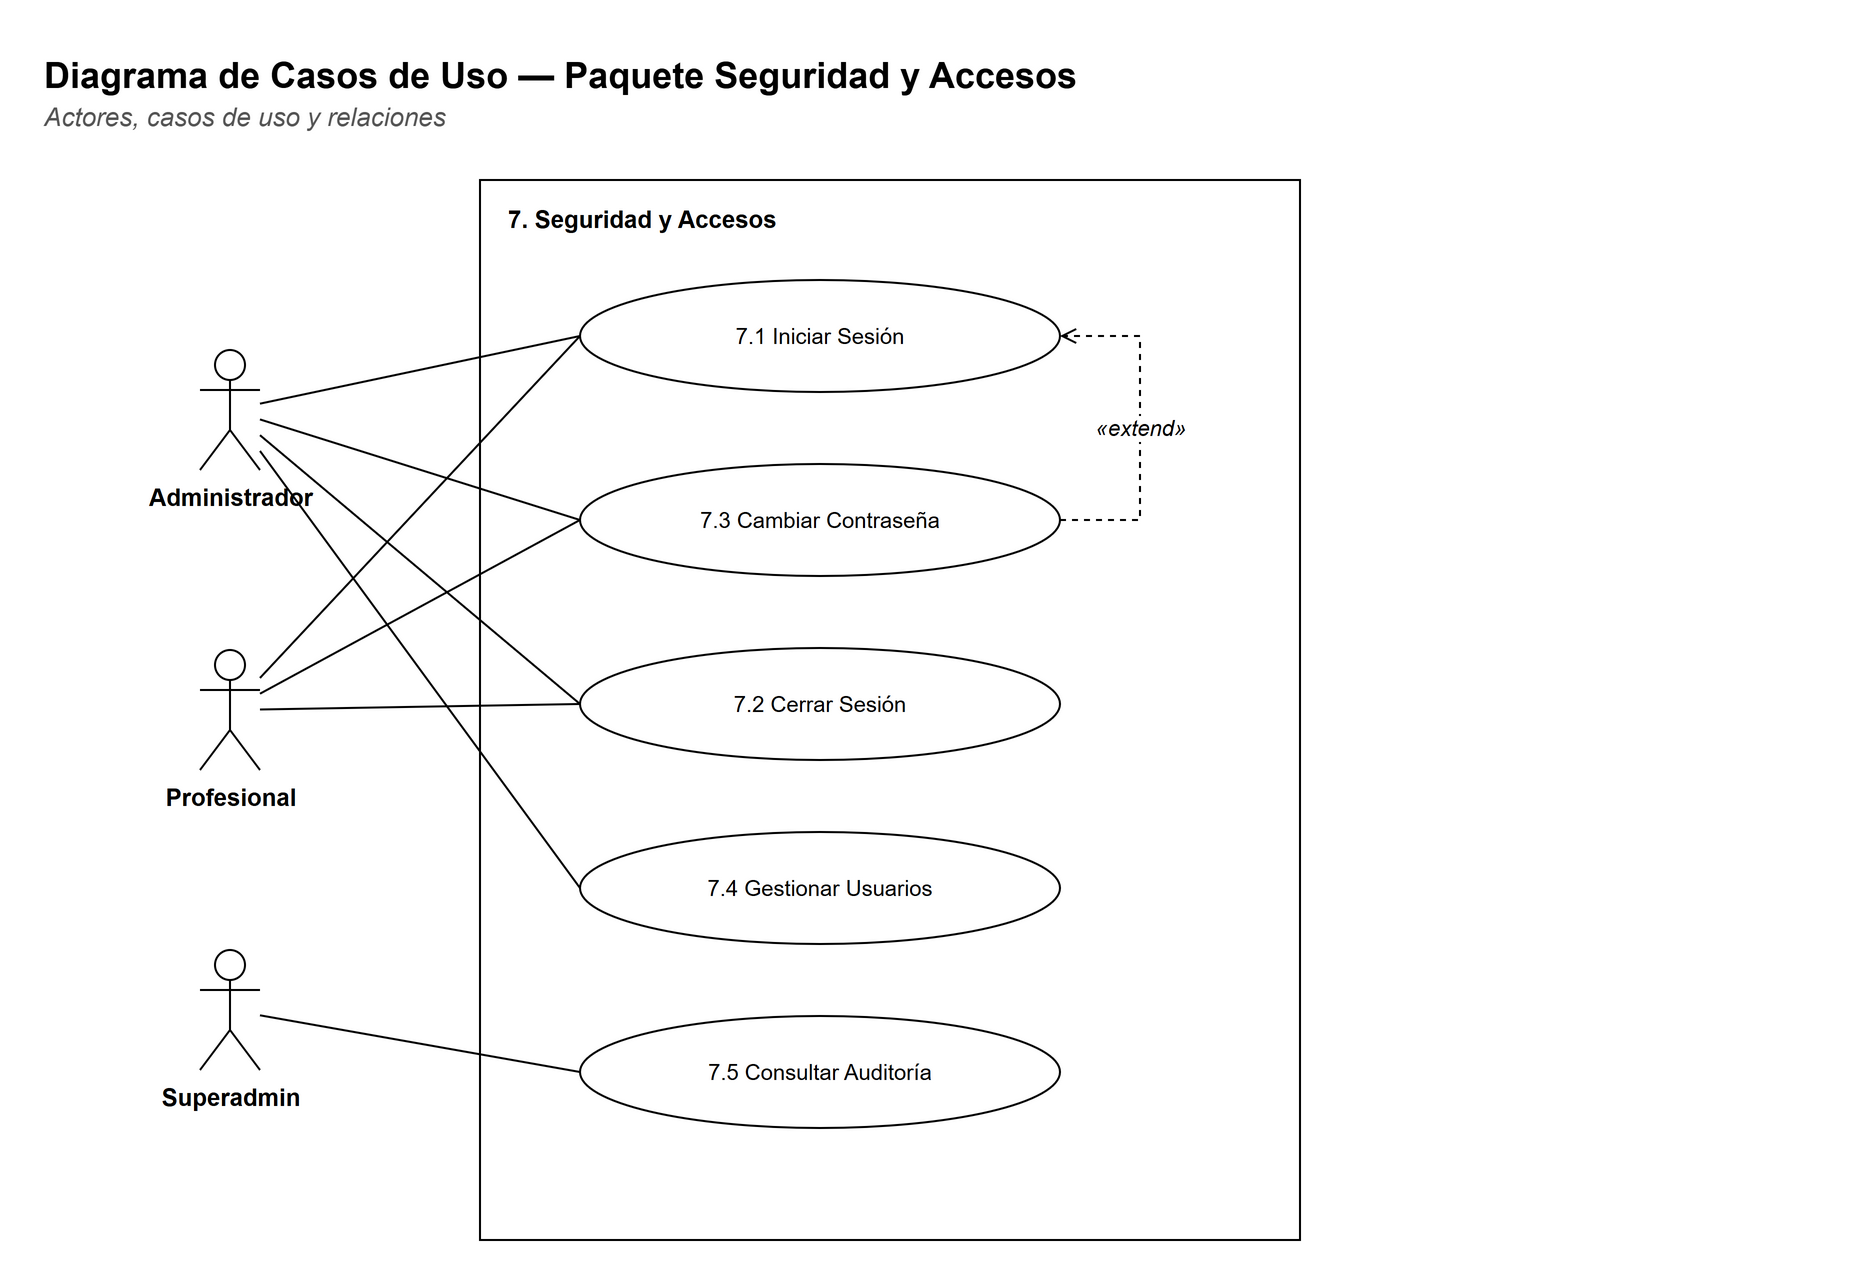 Diagrama de Casos de Uso — Paquete Seguridad y Accesos
Actores, casos de uso y relaciones
7. Seguridad y Accesos
7.1 Iniciar Sesión
«extend»
Administrador
7.3 Cambiar Contraseña
7.2 Cerrar Sesión
Profesional
7.4 Gestionar Usuarios
7.5 Consultar Auditoría
Superadmin